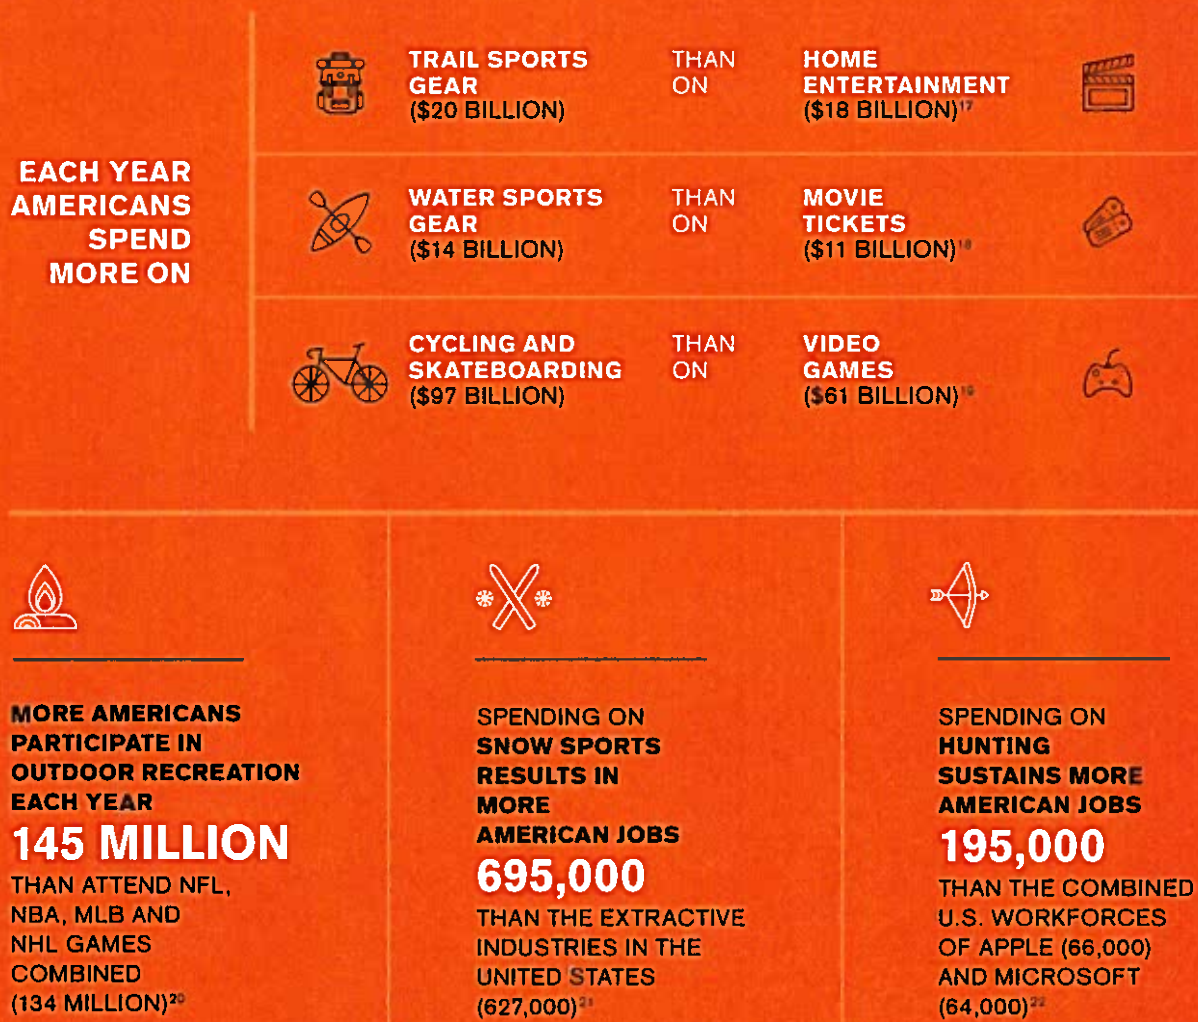 EACH YEAR
AMERICANS
SPEND
MORE ON
TRAIL SPORTS
GEAR
($20 BILLION)
THAN
ON
HOME
ENTERTAINMENT
($18 BILLION)¹⁷
WATER SPORTS
GEAR
($14 BILLION)
THAN
ON
MOVIE
TICKETS
($11 BILLION)¹⁸
CYCLING AND
SKATEBOARDING
($97 BILLION)
THAN
ON
VIDEO
GAMES
($61 BILLION)¹⁹
MORE AMERICANS
PARTICIPATE IN
OUTDOOR RECREATION
EACH YEAR
145 MILLION
THAN ATTEND NFL,
NBA, MLB AND
NHL GAMES
COMBINED
(134 MILLION)²⁰
SPENDING ON
SNOW SPORTS
RESULTS IN
MORE
AMERICAN JOBS
695,000
THAN THE EXTRACTIVE
INDUSTRIES IN THE
UNITED STATES
(627,000)²¹
SPENDING ON
HUNTING
SUSTAINS MORE
AMERICAN JOBS
195,000
THAN THE COMBINED
U.S. WORKFORCES
OF APPLE (66,000)
AND MICROSOFT
(64,000)²²